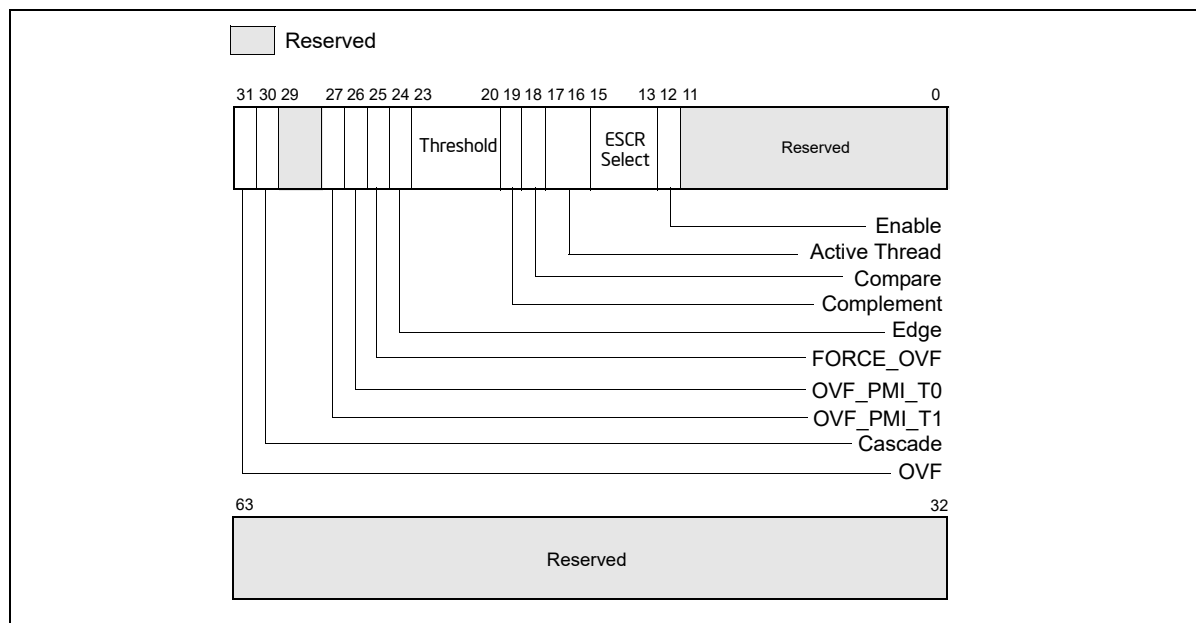 Reserved
31 30 29 27 26 25 24 23 20 19 18 17 16 15 13 12 11 0
Threshold
ESCR
Select
Reserved
Enable
Active Thread
Compare
Complement
Edge
FORCE_OVF
OVF_PMI_T0
OVF_PMI_T1
Cascade
OVF
63 32
Reserved